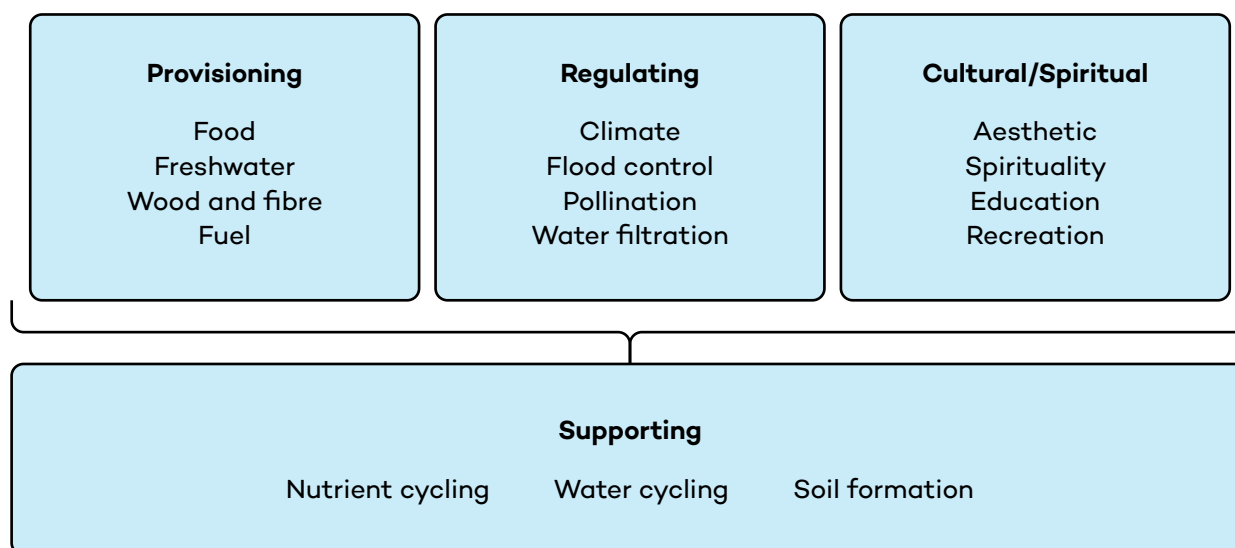 Provisioning
Food
Freshwater
Wood and fibre
Fuel
Regulating
Climate
Flood control
Pollination
Water filtration
Cultural/Spiritual
Aesthetic
Spirituality
Education
Recreation
Supporting
Nutrient cycling Water cycling Soil formation